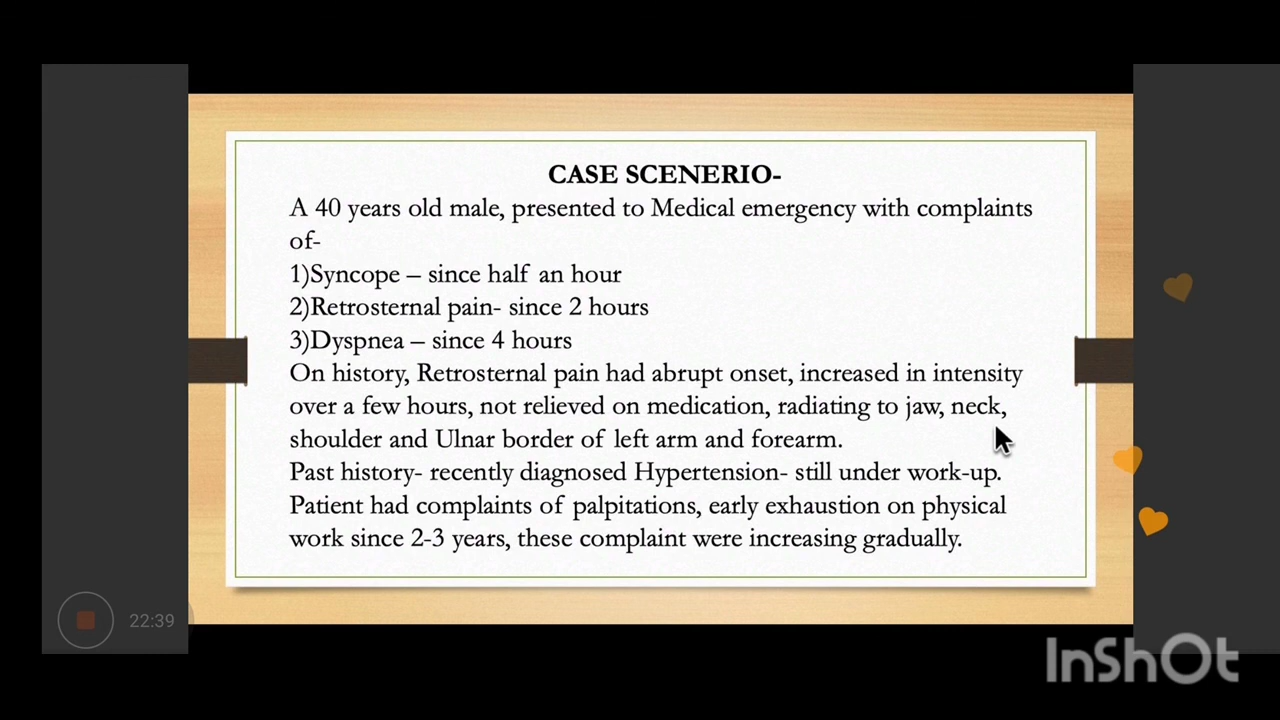 CASE SCENERIO-
A 40 years old male, presented to Medical emergency with complaints
of-
1)Syncope – since half an hour
2)Retrosternal pain- since 2 hours
3)Dyspnea – since 4 hours
On history, Retrosternal pain had abrupt onset, increased in intensity
over a few hours, not relieved on medication, radiating to jaw, neck,
shoulder and Ulnar border of left arm and forearm.
Past history- recently diagnosed Hypertension- still under work-up.
Patient had complaints of palpitations, early exhaustion on physical
work since 2-3 years, these complaint were increasing gradually.
22:39
InShOt